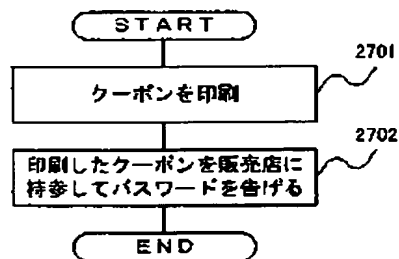 START
2701
クーポンを印刷
2702
印刷したクーポンを販売店に
持参してパスワードを告げる
END